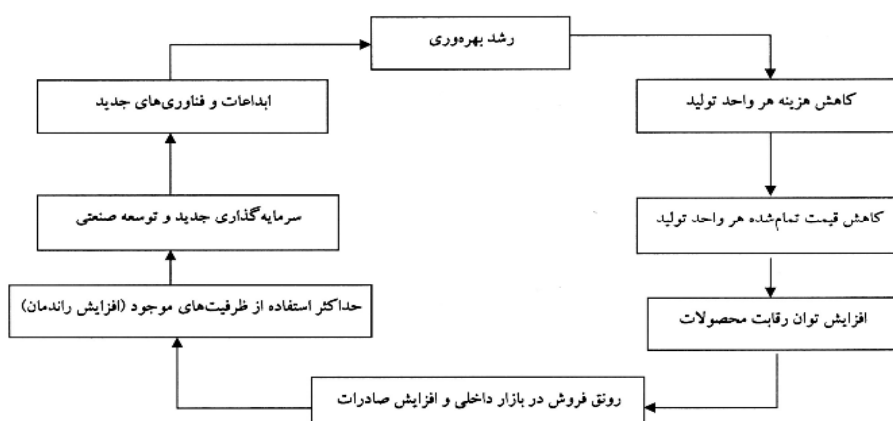 رشد بهره‌وری
کاهش هزینه هر واحد تولید
کاهش قیمت تمام‌شده هر واحد تولید
افزایش توان رقابت محصولات
رونق فروش در بازار داخلی و افزایش صادرات
حداکثر استفاده از ظرفیت‌های موجود (افزایش راندمان)
سرمایه‌گذاری جدید و توسعه صنعتی
ابداعات و فناوری‌های جدید